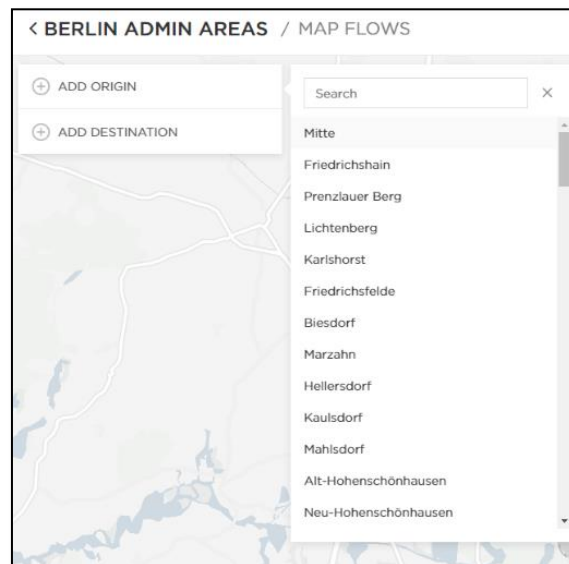 < BERLIN ADMIN AREAS / MAP FLOWS
ADD ORIGIN
ADD DESTINATION
Search
Mitte
Friedrichshain
Prenzlauer Berg
Lichtenberg
Karlshorst
Friedrichsfelde
Biesdorf
Marzahn
Hellersdorf
Kaulsdorf
Mahlsdorf
Alt-Hohenschönhausen
Neu-Hohenschönhausen